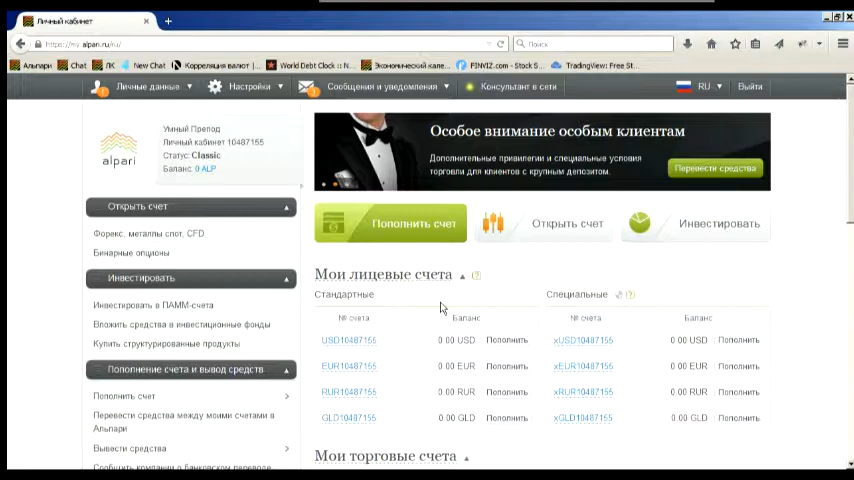 Личный кабинет
https://my.alpari.ru/ru/
Поиск
Альпари
Chat
ЛК
New Chat
Корреляция валют |...
World Debt Clock :: N...
Экономический кале...
FINVIZ.com - Stock S...
TradingView: Free St...
Личные данные
Настройки
Сообщения и уведомления
Консультант в сети
RU
Выйти
alpari
Умный Препод
Личный кабинет 10487155
Статус: Classic
Баланс: 0 ALP
Особое внимание особым клиентам
Дополнительные привилегии и специальные условия
торговли для клиентов с крупным депозитом.
Перевести средства
Открыть счет
Форекс, металлы спот, CFD
Бинарные опционы
Инвестировать
Инвестировать в ПАММ-счета
Вложить средства в инвестиционные фонды
Купить структурированные продукты
Пополнение счета и вывод средств
Пополнить счет
Перевести средства между моими счетами в
Альпари
Вывести средства
Сообщить компании о банковском переводе
Пополнить счет
Открыть счет
Инвестировать
Мои лицевые счета
Стандартные
Специальные
№ счета Баланс № счета Баланс
USD10487155 0.00 USD Пополнить xUSD10487155 0.00 USD Пополнить
EUR10487155 0.00 EUR Пополнить xEUR10487155 0.00 EUR Пополнить
RUR10487155 0.00 RUR Пополнить xRUR10487155 0.00 RUR Пополнить
GLD10487155 0.00 GLD Пополнить xGLD10487155 0.00 GLD Пополнить
Мои торговые счета